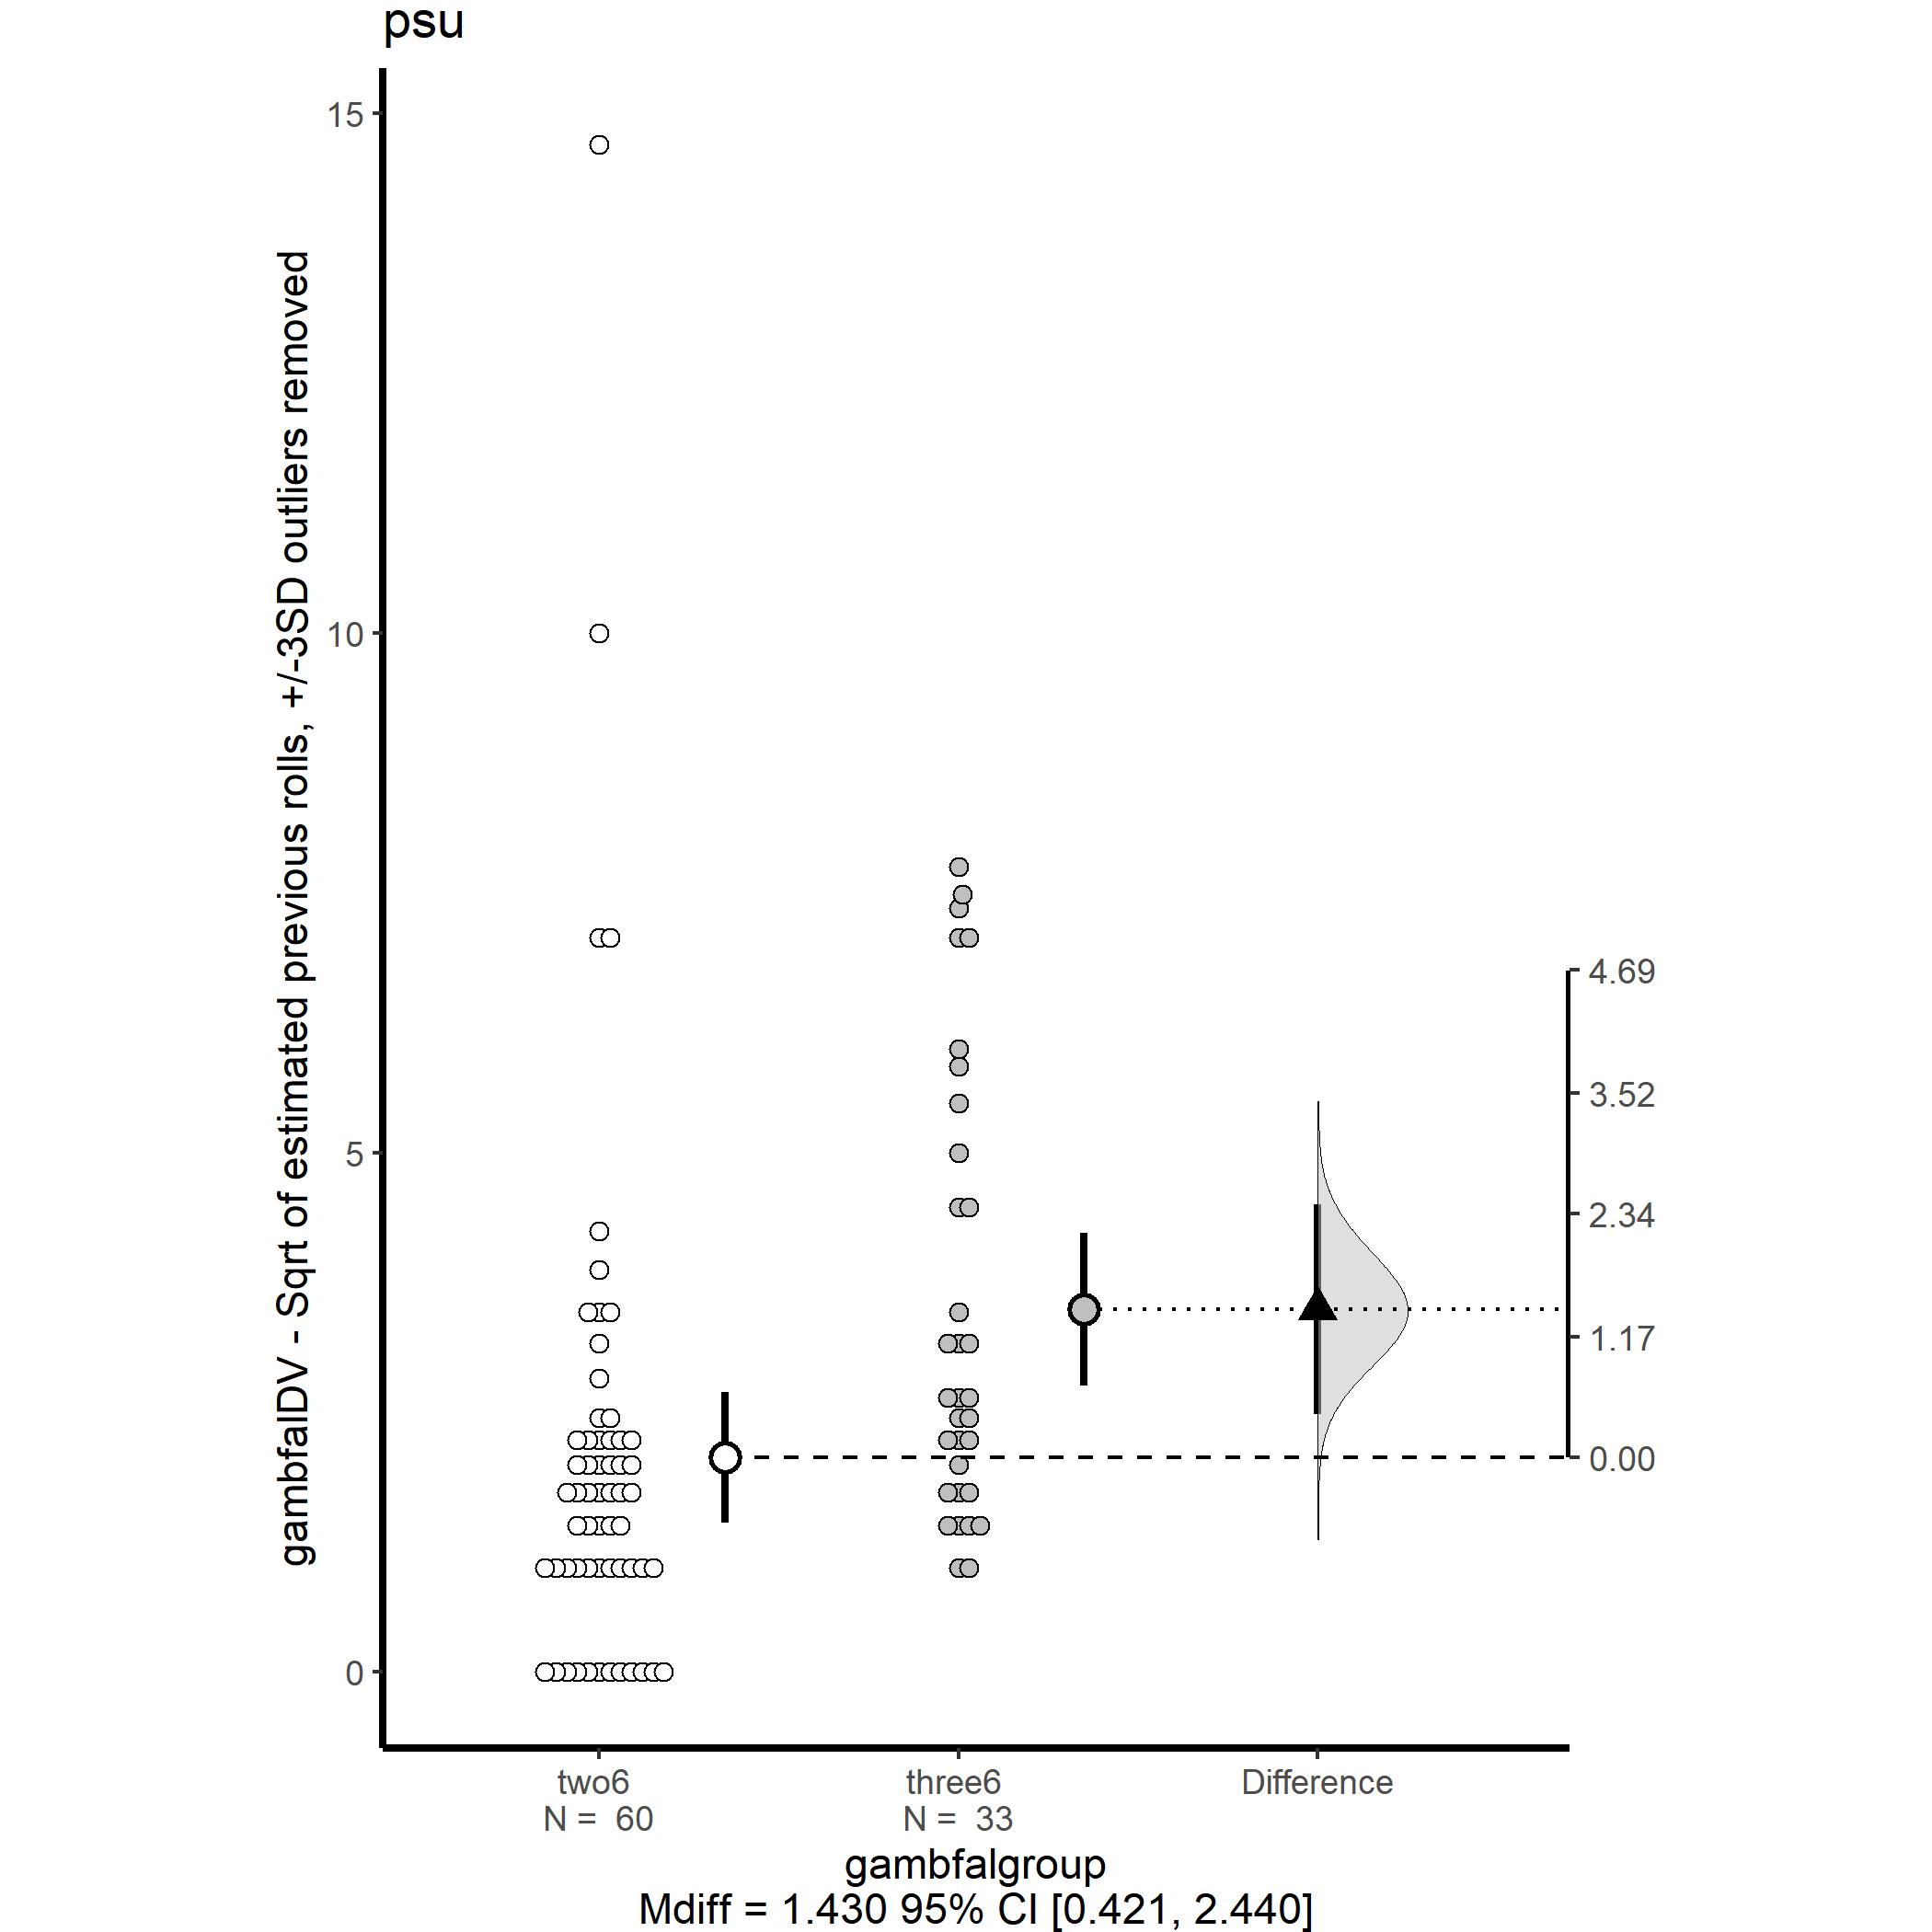 psu
gambfalDV - Sqrt of estimated previous rolls, +/-3SD outliers removed
15
10
5
0
4.69
3.52
2.34
1.17
0.00
two6
N =  60
three6
N =  33
Difference
gambfalgroup
Mdiff = 1.430 95% CI [0.421, 2.440]